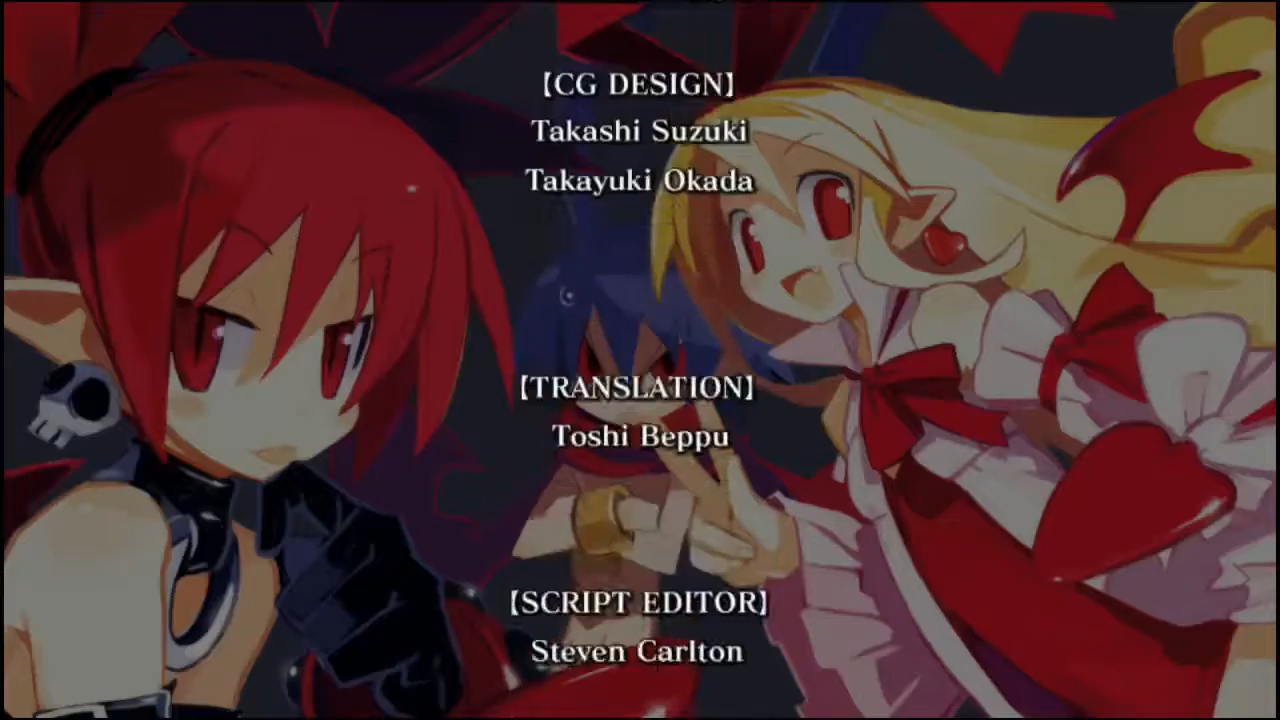 【CG DESIGN】
Takashi Suzuki
Takayuki Okada
【TRANSLATION】
Toshi Beppu
【SCRIPT EDITOR】
Steven Carlton